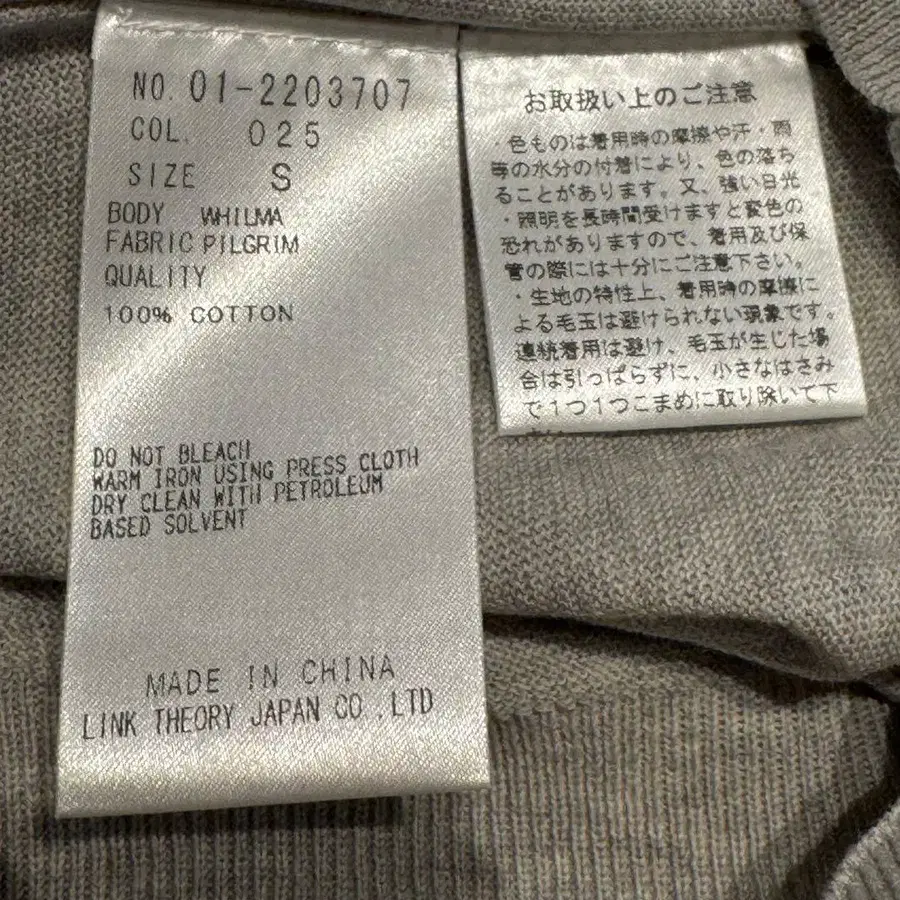 NO. 01-2203707
COL. 025
SIZE S
BODY WHILMA
FABRIC PILGRIM
QUALITY
100% COTTON
DO NOT BLEACH
WARM IRON USING PRESS CLOTH
DRY CLEAN WITH PETROLEUM
BASED SOLVENT
MADE IN CHINA
LINK THEORY JAPAN CO.,LTD
お取扱い上のご注意
・色ものは着用時の摩擦や汗・雨
等の水分の付着により、色の落ち
ることがあります。又、強い日光
・照明を長時間受けますと変色の
恐れがありますので、着用及び保
管の際には十分にご注意下さい。
・生地の特性上、着用時の摩擦に
よる毛玉は避けられない現象です。
連続着用は避け、毛玉が生じた場
合は引っぱらずに、小さなはさみ
で1つ1つこまめに取り除いて下